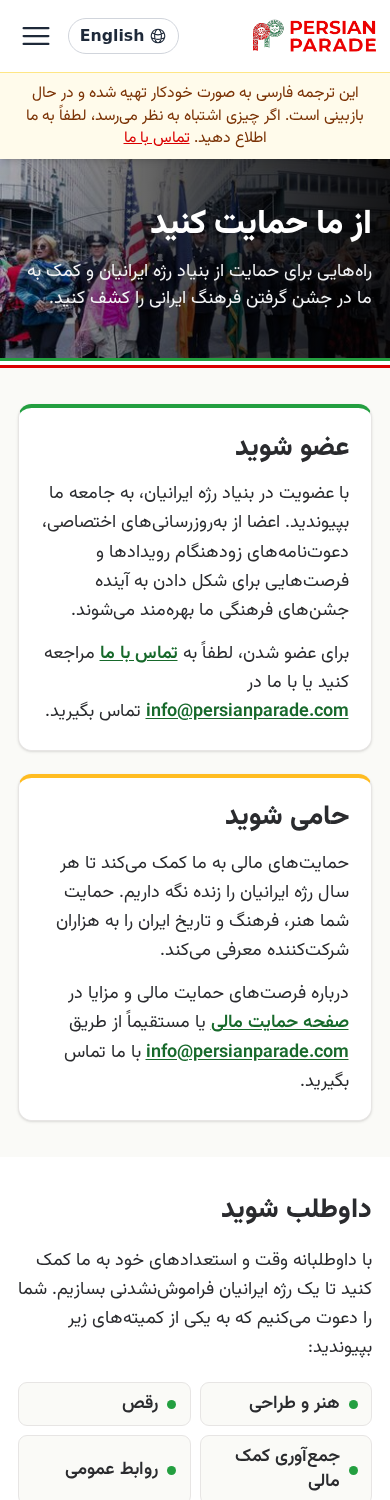 PERSIAN
PARADE
English
این ترجمه فارسی به صورت خودکار تهیه شده و در حال
بازبینی است. اگر چیزی اشتباه به نظر می‌رسد، لطفاً به ما
اطلاع دهید. تماس با ما
از ما حمایت کنید
راه‌هایی برای حمایت از بنیاد رژه ایرانیان و کمک به
ما در جشن گرفتن فرهنگ ایرانی را کشف کنید.
عضو شوید
با عضویت در بنیاد رژه ایرانیان، به جامعه ما
بپیوندید. اعضا از به‌روزرسانی‌های اختصاصی،
دعوت‌نامه‌های زودهنگام رویدادها و
فرصت‌هایی برای شکل دادن به آینده
جشن‌های فرهنگی ما بهره‌مند می‌شوند.
برای عضو شدن، لطفاً به تماس با ما مراجعه
کنید یا با ما در
info@persianparade.com تماس بگیرید.
حامی شوید
حمایت‌های مالی به ما کمک می‌کند تا هر
سال رژه ایرانیان را زنده نگه داریم. حمایت
شما هنر، فرهنگ و تاریخ ایران را به هزاران
شرکت‌کننده معرفی می‌کند.
درباره فرصت‌های حمایت مالی و مزایا در
صفحه حمایت مالی یا مستقیماً از طریق
info@persianparade.com با ما تماس
بگیرید.
داوطلب شوید
با داوطلبانه وقت و استعدادهای خود به ما کمک
کنید تا یک رژه ایرانیان فراموش‌نشدنی بسازیم. شما
را دعوت می‌کنیم که به یکی از کمیته‌های زیر
بپیوندید:
هنر و طراحی
رقص
جمع‌آوری کمک
مالی
روابط عمومی